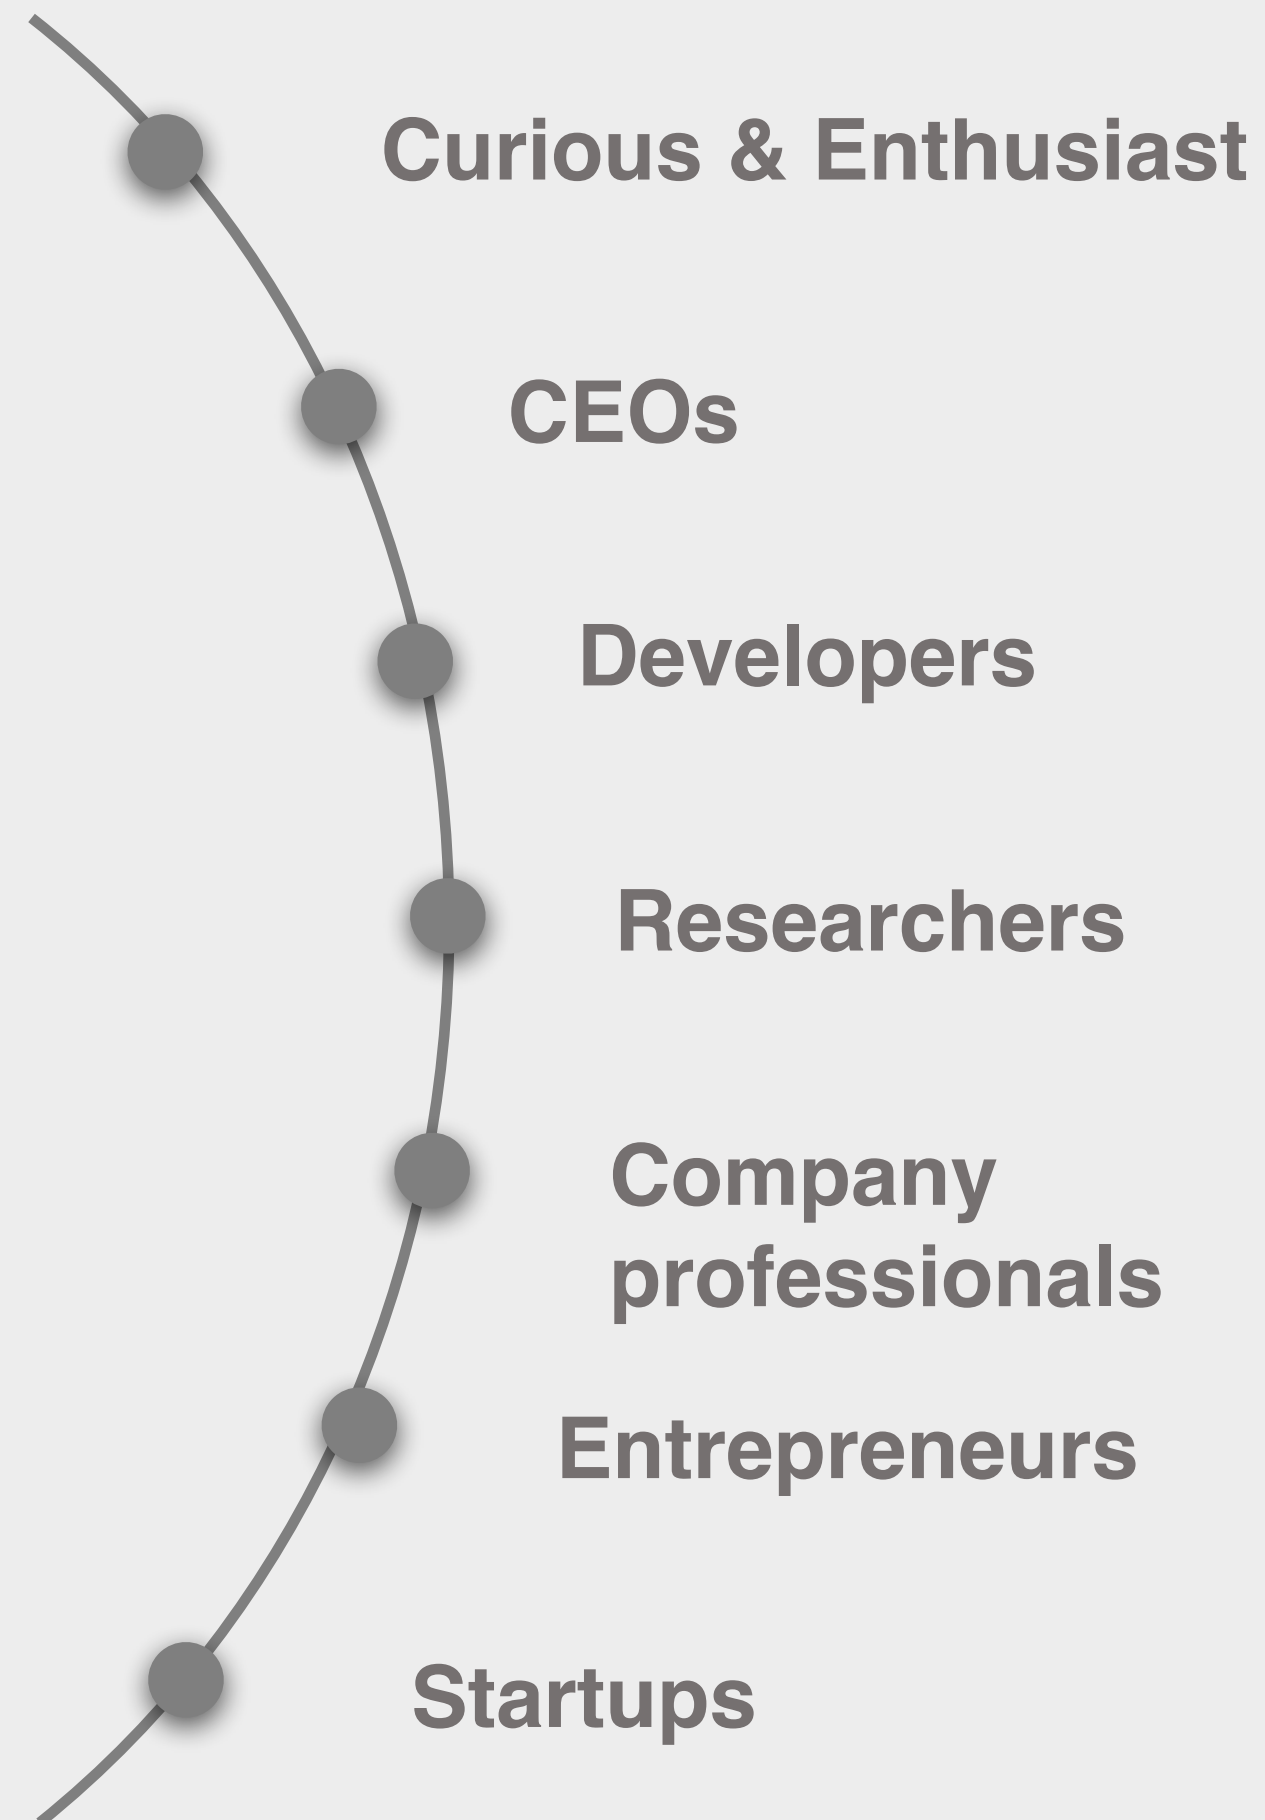 Curious & Enthusiast
CEOs
Developers
Researchers
Company
professionals
Entrepreneurs
Startups